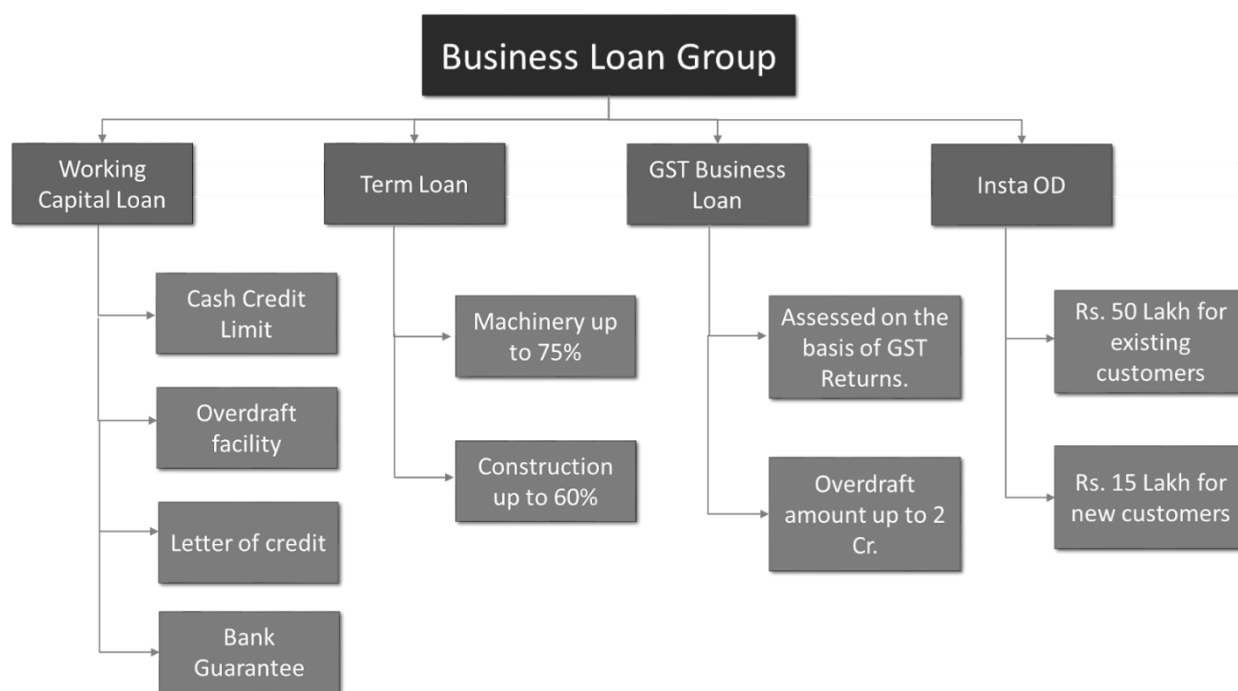 Business Loan Group
Working
Capital Loan
Term Loan
GST Business
Loan
Insta OD
Cash Credit
Limit
Overdraft
facility
Letter of credit
Bank
Guarantee
Machinery up
to 75%
Construction
up to 60%
Assessed on the
basis of GST
Returns.
Overdraft
amount up to 2
Cr.
Rs. 50 Lakh for
existing
customers
Rs. 15 Lakh for
new customers